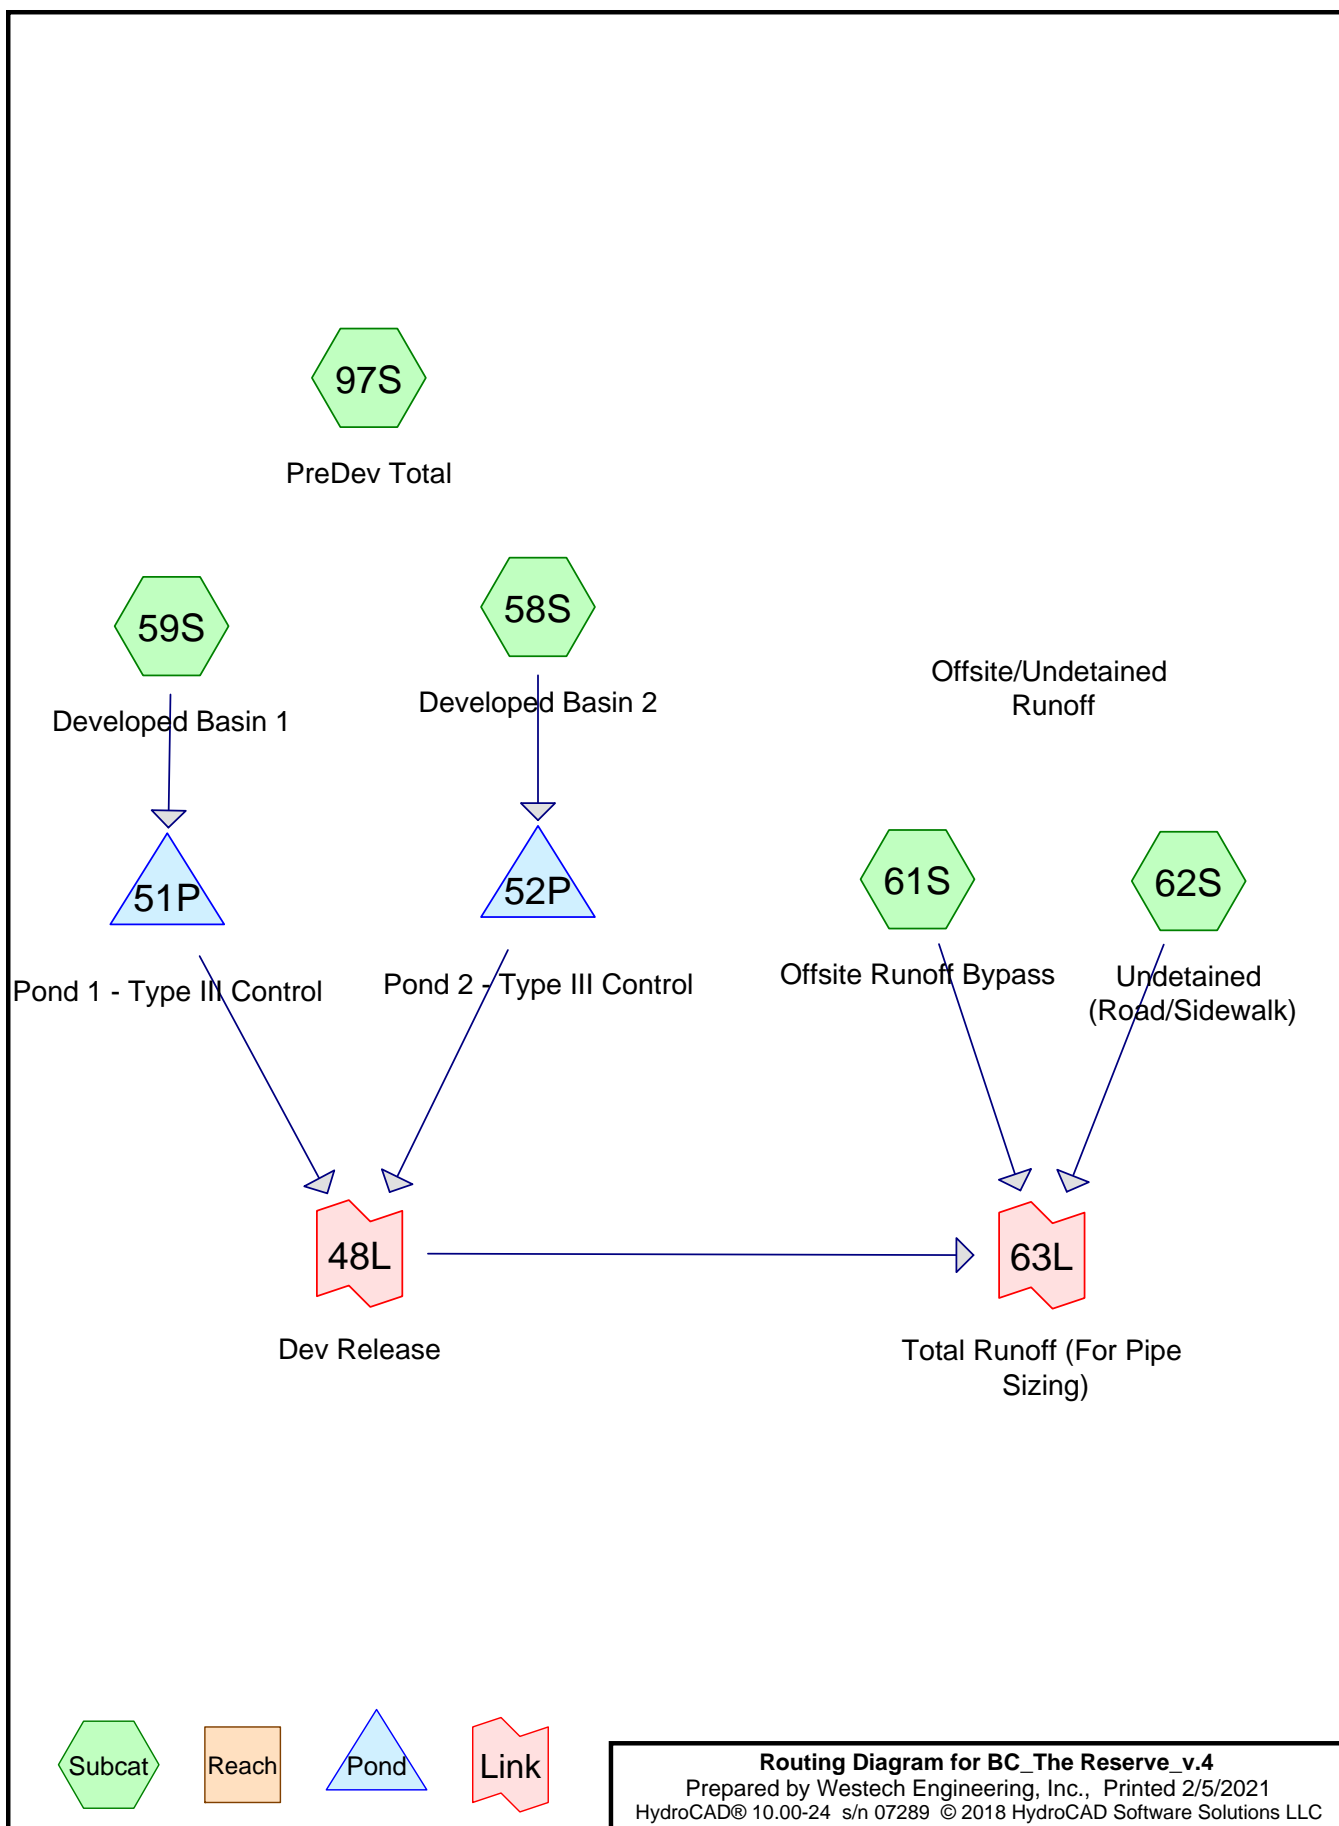 97S
PreDev Total
59S
58S
Developed Basin 1
Developed Basin 2
Offsite/Undetained
Runoff
51P
52P
61S
62S
Pond 1 - Type III Control
Pond 2 - Type III Control
Offsite Runoff Bypass
Undetained
(Road/Sidewalk)
48L
63L
Dev Release
Total Runoff (For Pipe
Sizing)
Subcat
Reach
Pond
Link
Routing Diagram for BC_The Reserve_v.4
Prepared by Westech Engineering, Inc., Printed 2/5/2021
HydroCAD® 10.00-24 s/n 07289 © 2018 HydroCAD Software Solutions LLC